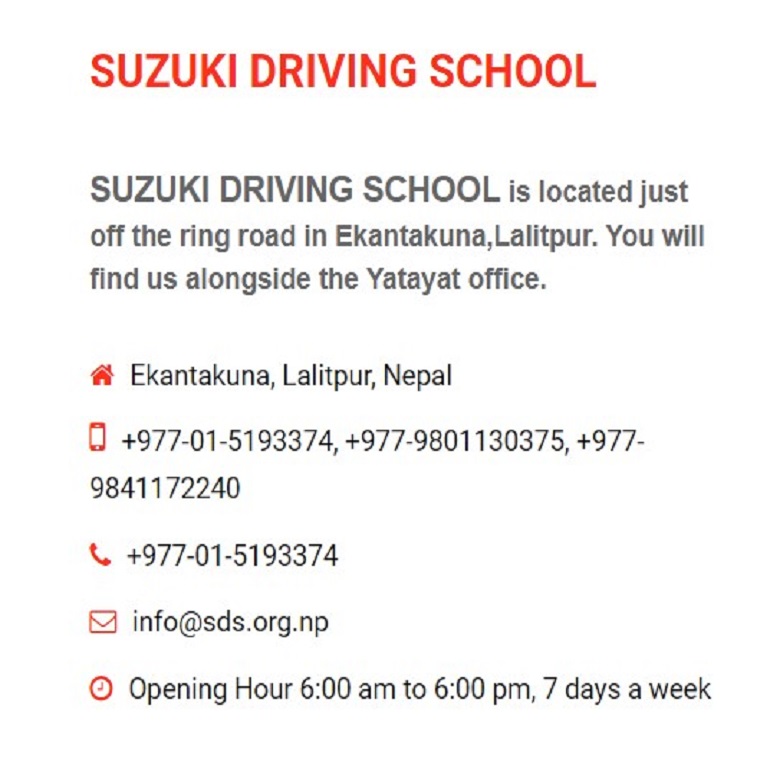 SUZUKI DRIVING SCHOOL
SUZUKI DRIVING SCHOOL is located just
off the ring road in Ekantakuna,Lalitpur. You will
find us alongside the Yatayat office.
Ekantakuna, Lalitpur, Nepal
+977-01-5193374, +977-9801130375, +977-
9841172240
+977-01-5193374
info@sds.org.np
Opening Hour 6:00 am to 6:00 pm, 7 days a week